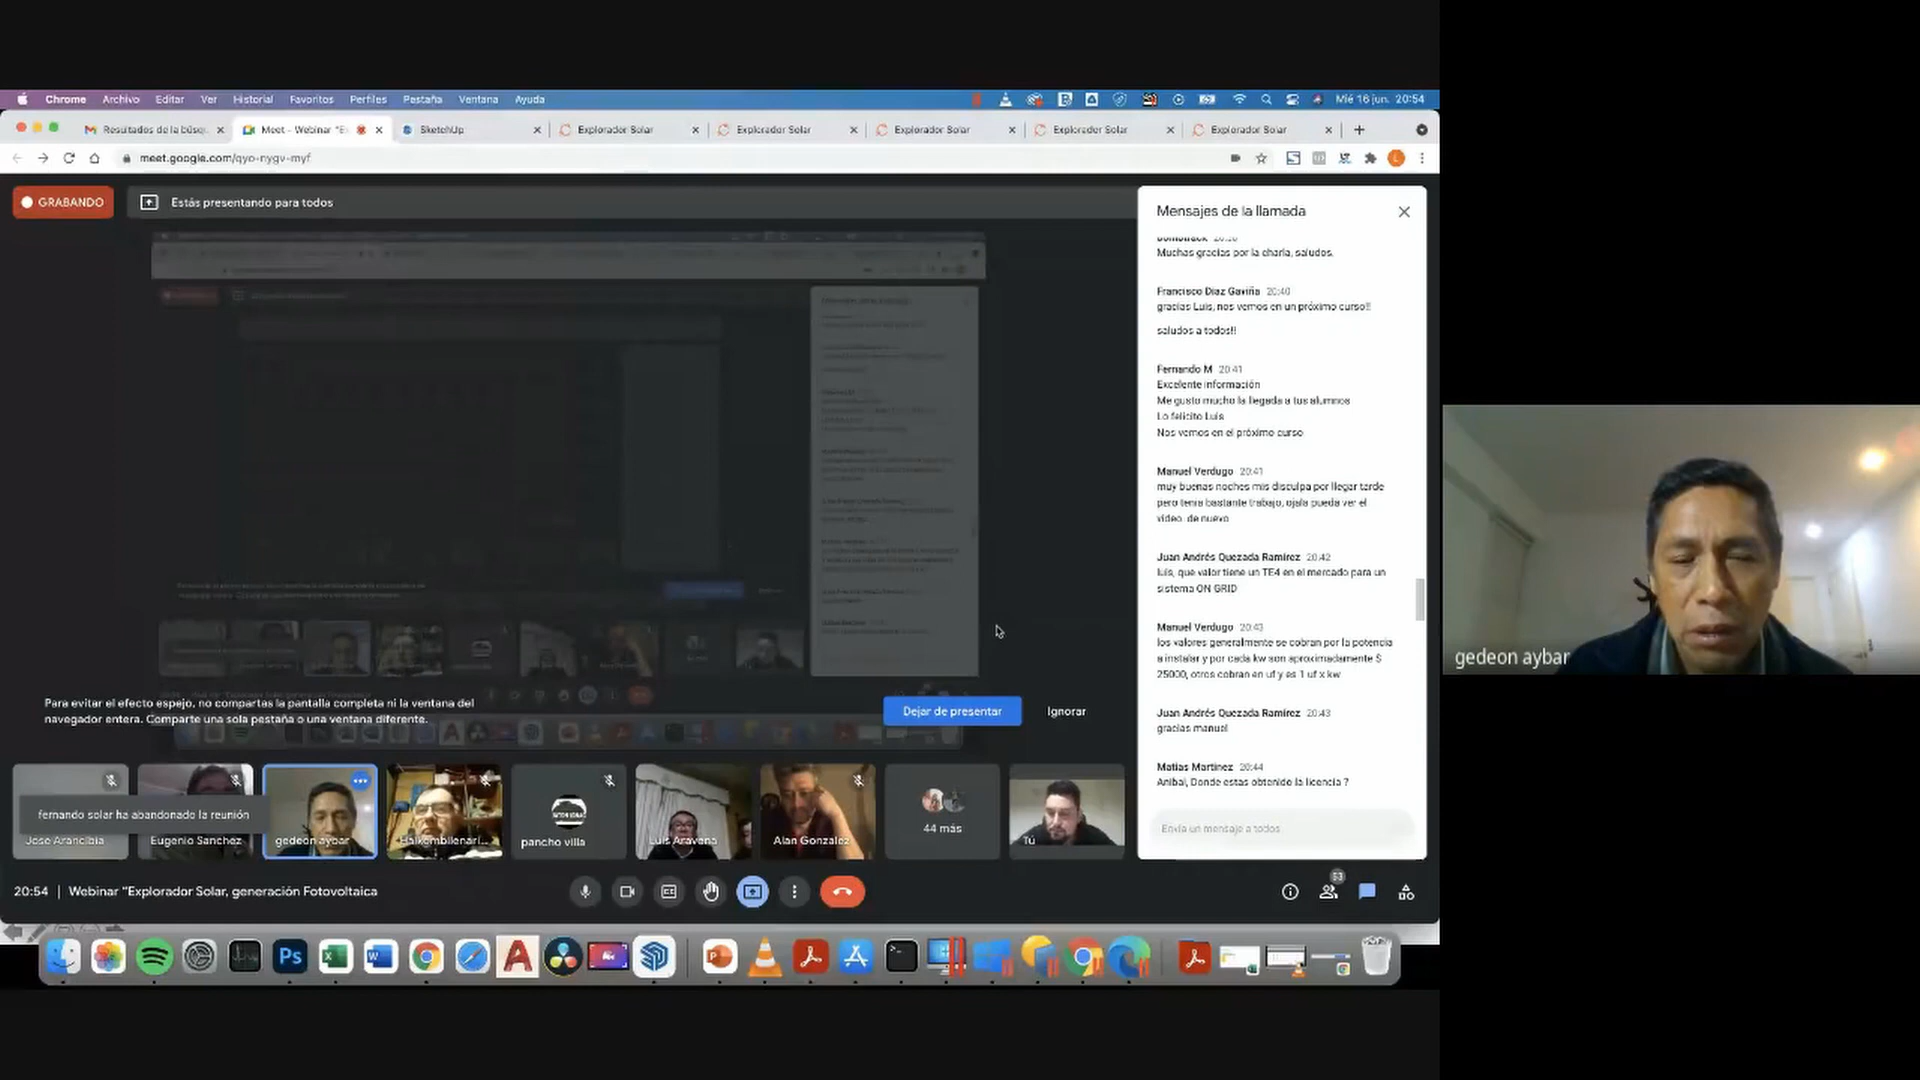 Chrome Archivo Editar Ver Historial Favoritos Perfiles Pestaña Ventana Ayuda
Mié 16 jun. 20:54
Resultados de la búsq.
Meet - Webinar "E
SketchUp
Explorador Solar
Explorador Solar
Explorador Solar
Explorador Solar
Explorador Solar
meet.google.com/qyo-nygv-myf
GRABANDO
Estás presentando para todos
Mensajes de la llamada
Muchas gracias por la charla, saludos.
Francisco Diaz Gaviña 20:40
gracias Luis, nos vemos en un próximo curso!!
saludos a todos!!
Fernando M 20:41
Excelente información
Me gusto mucho la llegada a tus alumnos
Lo felicito Luis
Nos vemos en el próximo curso
Manuel Verdugo 20:41
muy buenas noches mis disculpa por llegar tarde
pero tenia bastante trabajo, ojala pueda ver el
video. de nuevo
Juan Andrés Quezada Ramírez 20:42
luis, que valor tiene un TE4 en el mercado para un
sistema ON GRID
Manuel Verdugo 20:43
los valores generalmente se cobran por la potencia
a instalar y por cada kw son aproximadamente $
25000, otros cobran en uf y es 1 uf x kw
Juan Andrés Quezada Ramírez 20:43
gracias manuel
Matias Martinez 20:44
Anibal, Donde estas obtenido la licencia ?
Envía un mensaje a todos
Para evitar el efecto espejo, no compartas la pantalla completa ni la ventana del
navegador entera. Comparte una sola pestaña o una ventana diferente.
Dejar de presentar
Ignorar
fernando solar ha abandonado la reunión
Jose Arancibia
Eugenio Sanchez
gedeon aybar
pancho villa
Luis Aravena
Alan Gonzalez
44 más
Tú
20:54 | Webinar "Explorador Solar, generación Fotovoltaica
53
gedeon aybar